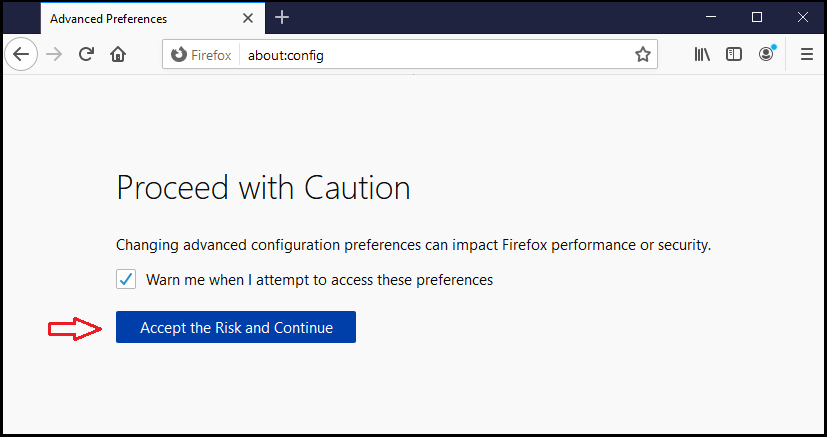 Advanced Preferences
Firefox about:config
Proceed with Caution
Changing advanced configuration preferences can impact Firefox performance or security.
Warn me when I attempt to access these preferences
Accept the Risk and Continue